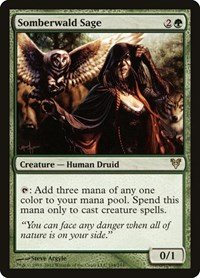 Somberwald Sage 2
Creature — Human Druid
: Add three mana of any one
color to your mana pool. Spend this
mana only to cast creature spells.
"You can face any danger when all of
nature is on your side."
Steve Argyle
0/1